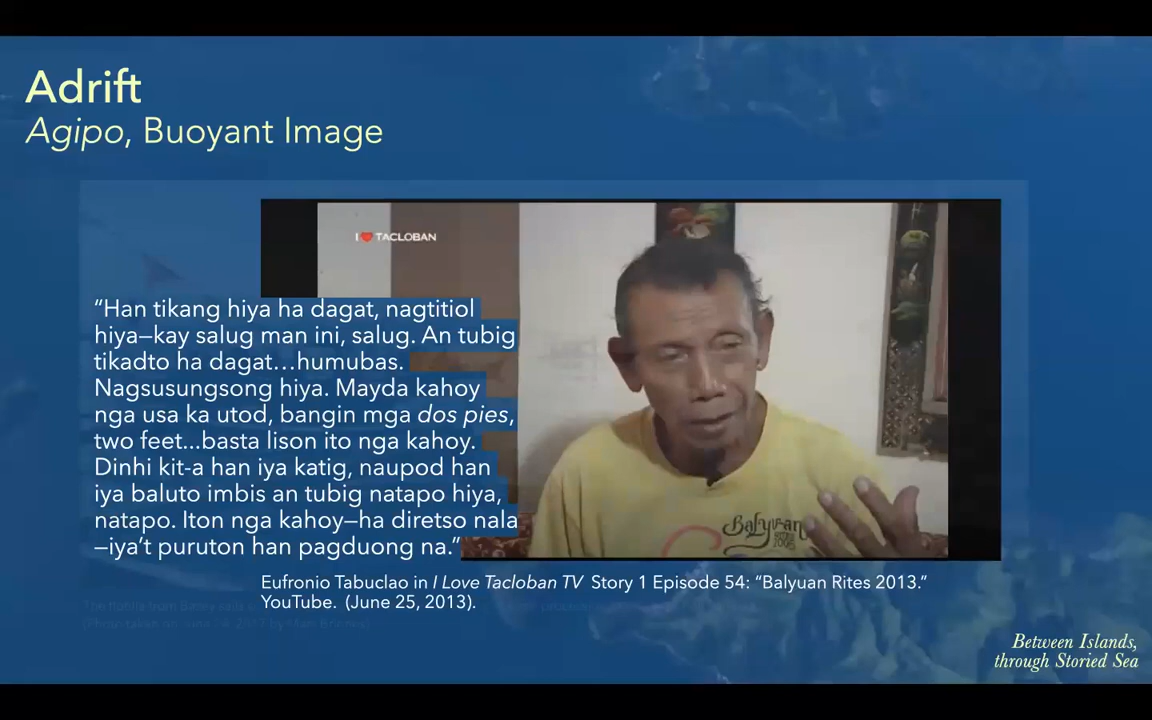 Adrift
Agipo, Buoyant Image
I ❤ TACLOBAN
“Han tikang hiya ha dagat, nagtitiol
hiya—kay salug man ini, salug. An tubig
tikadto ha dagat…humubas.
Nagsusungsong hiya. Mayda kahoy
nga usa ka utod, bangin mga dos pies,
two feet...basta lison ito nga kahoy.
Dinhi kit-a han iya katig, naupod han
iya baluto imbis an tubig natapo hiya,
natapo. Iton nga kahoy—ha diretso nala
—iya’t puruton han pagduong na.”
Balyuan
Eufronio Tabuclao in I Love Tacloban TV Story 1 Episode 54: “Balyuan Rites 2013.”
YouTube. (June 25, 2013).
Between Islands,
through Storied Sea